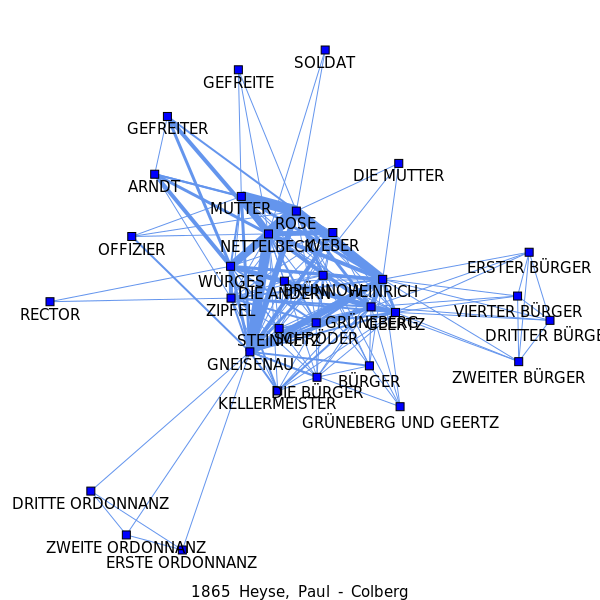 SOLDAT
GEFREITE
GEFREITER
DIE MUTTER
ARNDT
MUTTER
ROSE
OFFIZIER
NETTELBECK
WEBER
ERSTER BÜRGER
WÜRGES
DIE ANDERN
BRUNNOW
HEINRICH
RECTOR
ZIPFEL
VIERTER BÜRGER
GRÜNEBERG
GEERTZ
DRITTER BÜRGE
STEINMETZ
SCHRÖDER
GNEISENAU
BÜRGER
ZWEITER BÜRGER
DIE BÜRGER
KELLERMEISTER
GRÜNEBERG UND GEERTZ
DRITTE ORDONNANZ
ZWEITE ORDONNANZ
ERSTE ORDONNANZ
1865 Heyse, Paul - Colberg